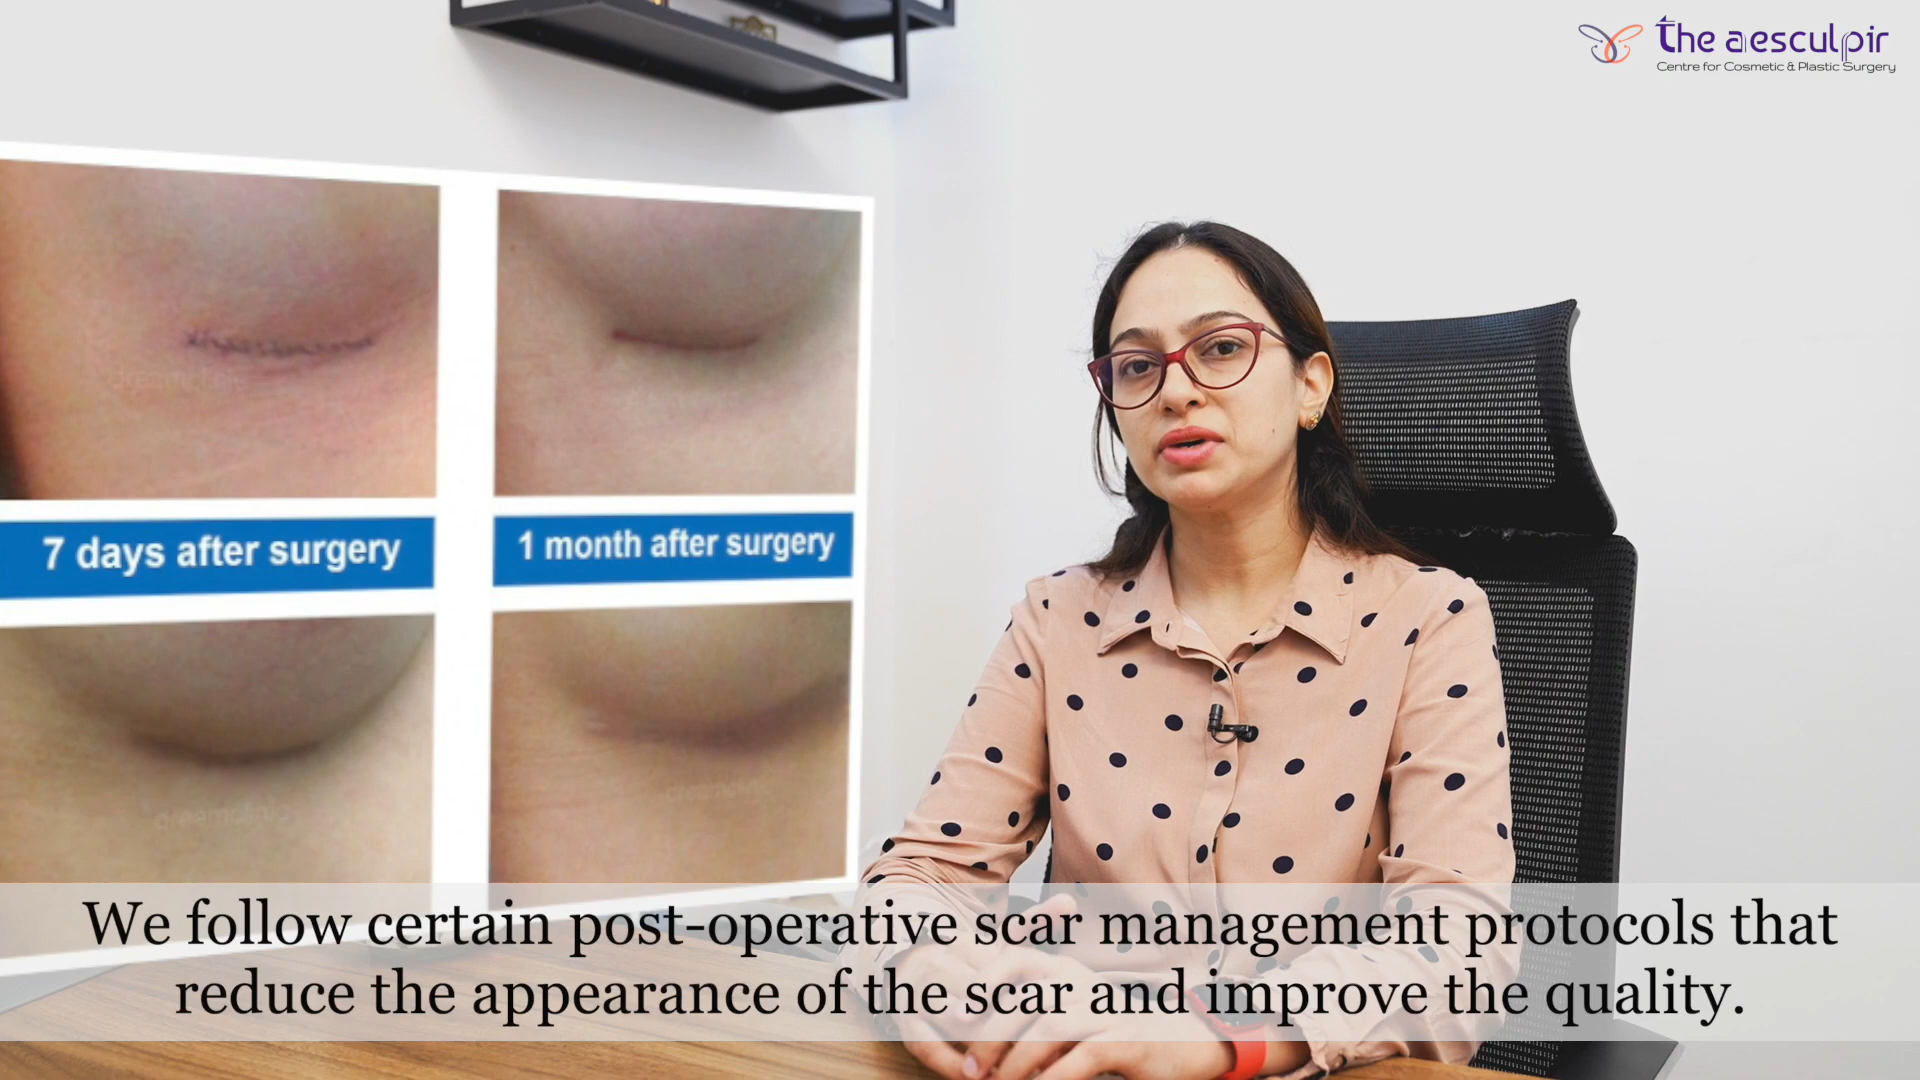 the aesculpir
Centre for Cosmetic & Plastic Surgery
7 days after surgery
1 month after surgery
dreamclinic
We follow certain post-operative scar management protocols that
reduce the appearance of the scar and improve the quality.